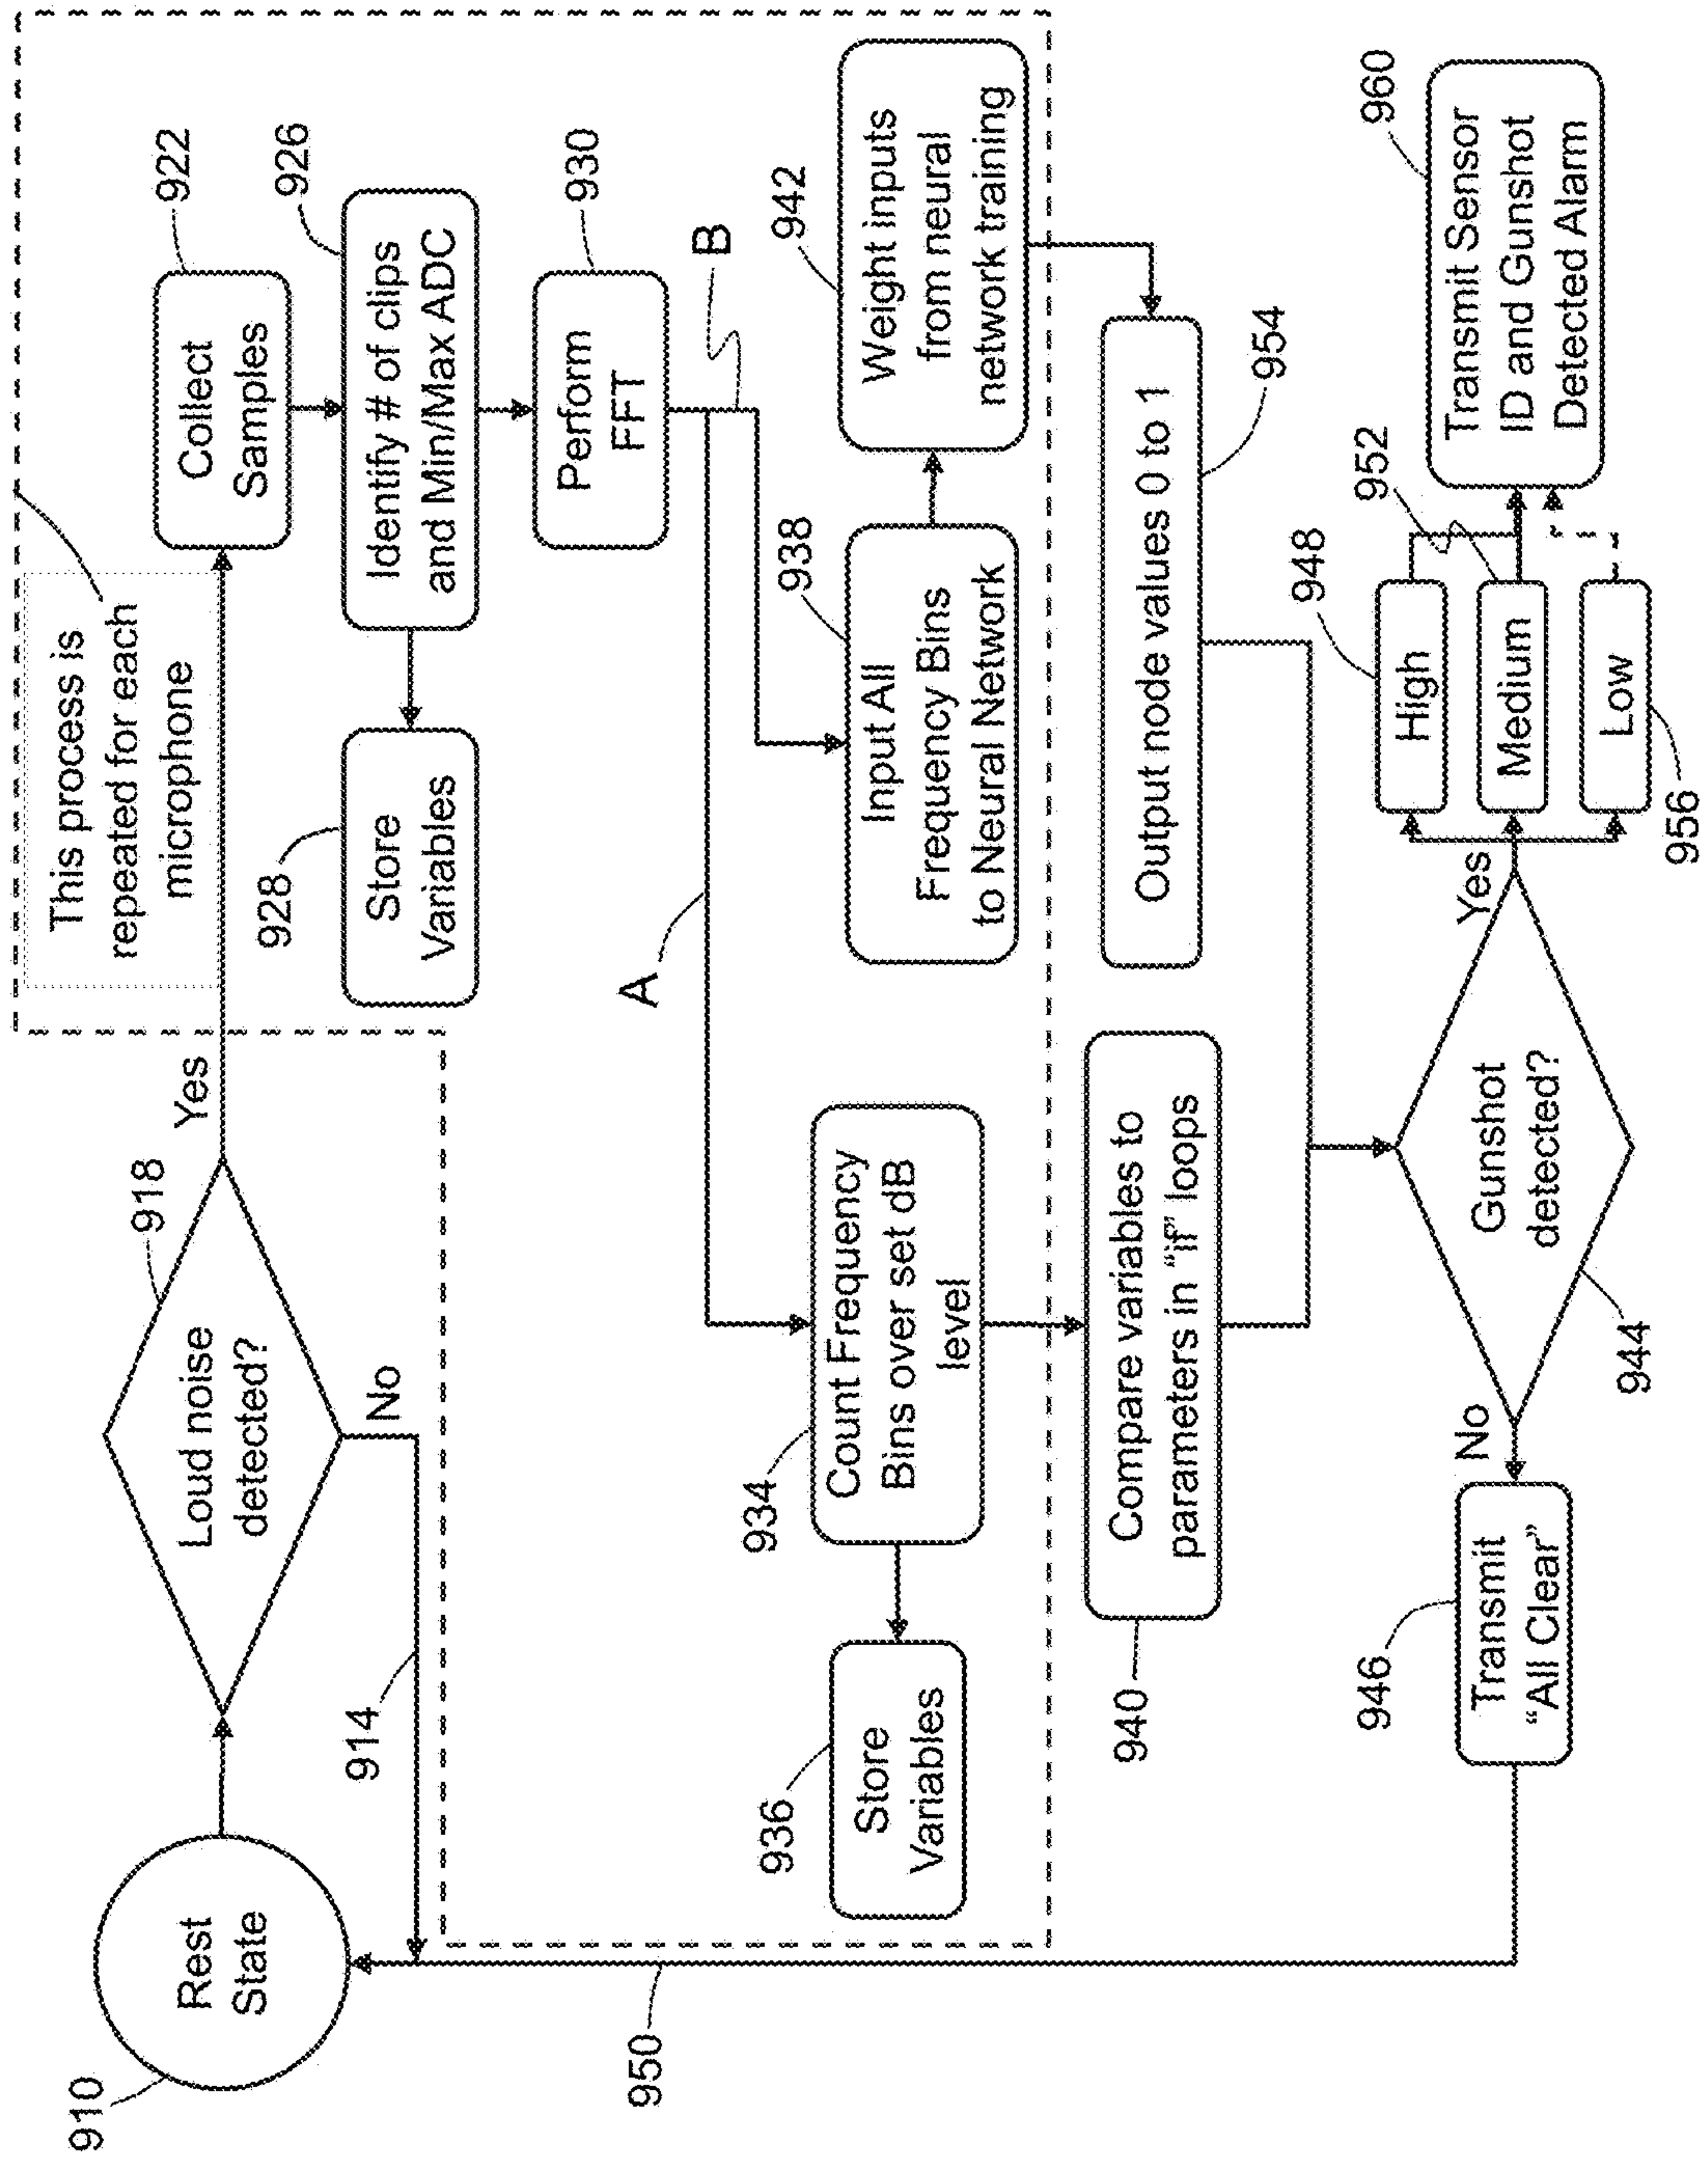 910
Rest
State
918
Loud noise
detected?
Yes
No
914
This process is
repeated for each
microphone
922
Collect
Samples
926
Identify # of clips
and Min/Max ADC
928
Store
Variables
930
Perform
FFT
A
B
934
Count Frequency
Bins over set dB
level
936
Store
Variables
938
Input All
Frequency Bins
to Neural Network
942
Weight inputs
from neural
network training
940
Compare variables to
parameters in “if” loops
Output node values 0 to 1
954
950
946
Transmit
“All Clear”
No
Gunshot
detected?
944
Yes
948
High
952
Medium
Low
956
960
Transmit Sensor
ID and Gunshot
Detected Alarm